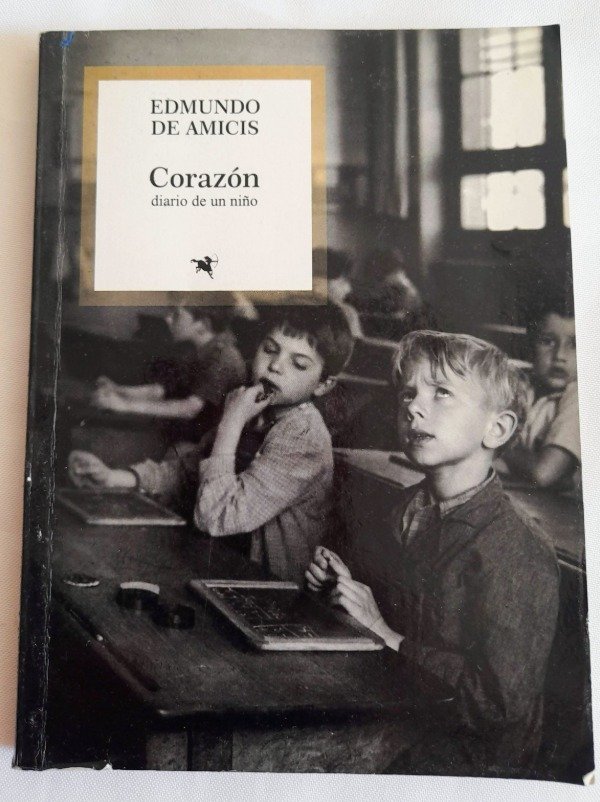 EDMUNDO
DE AMICIS
Corazón
diario de un niño